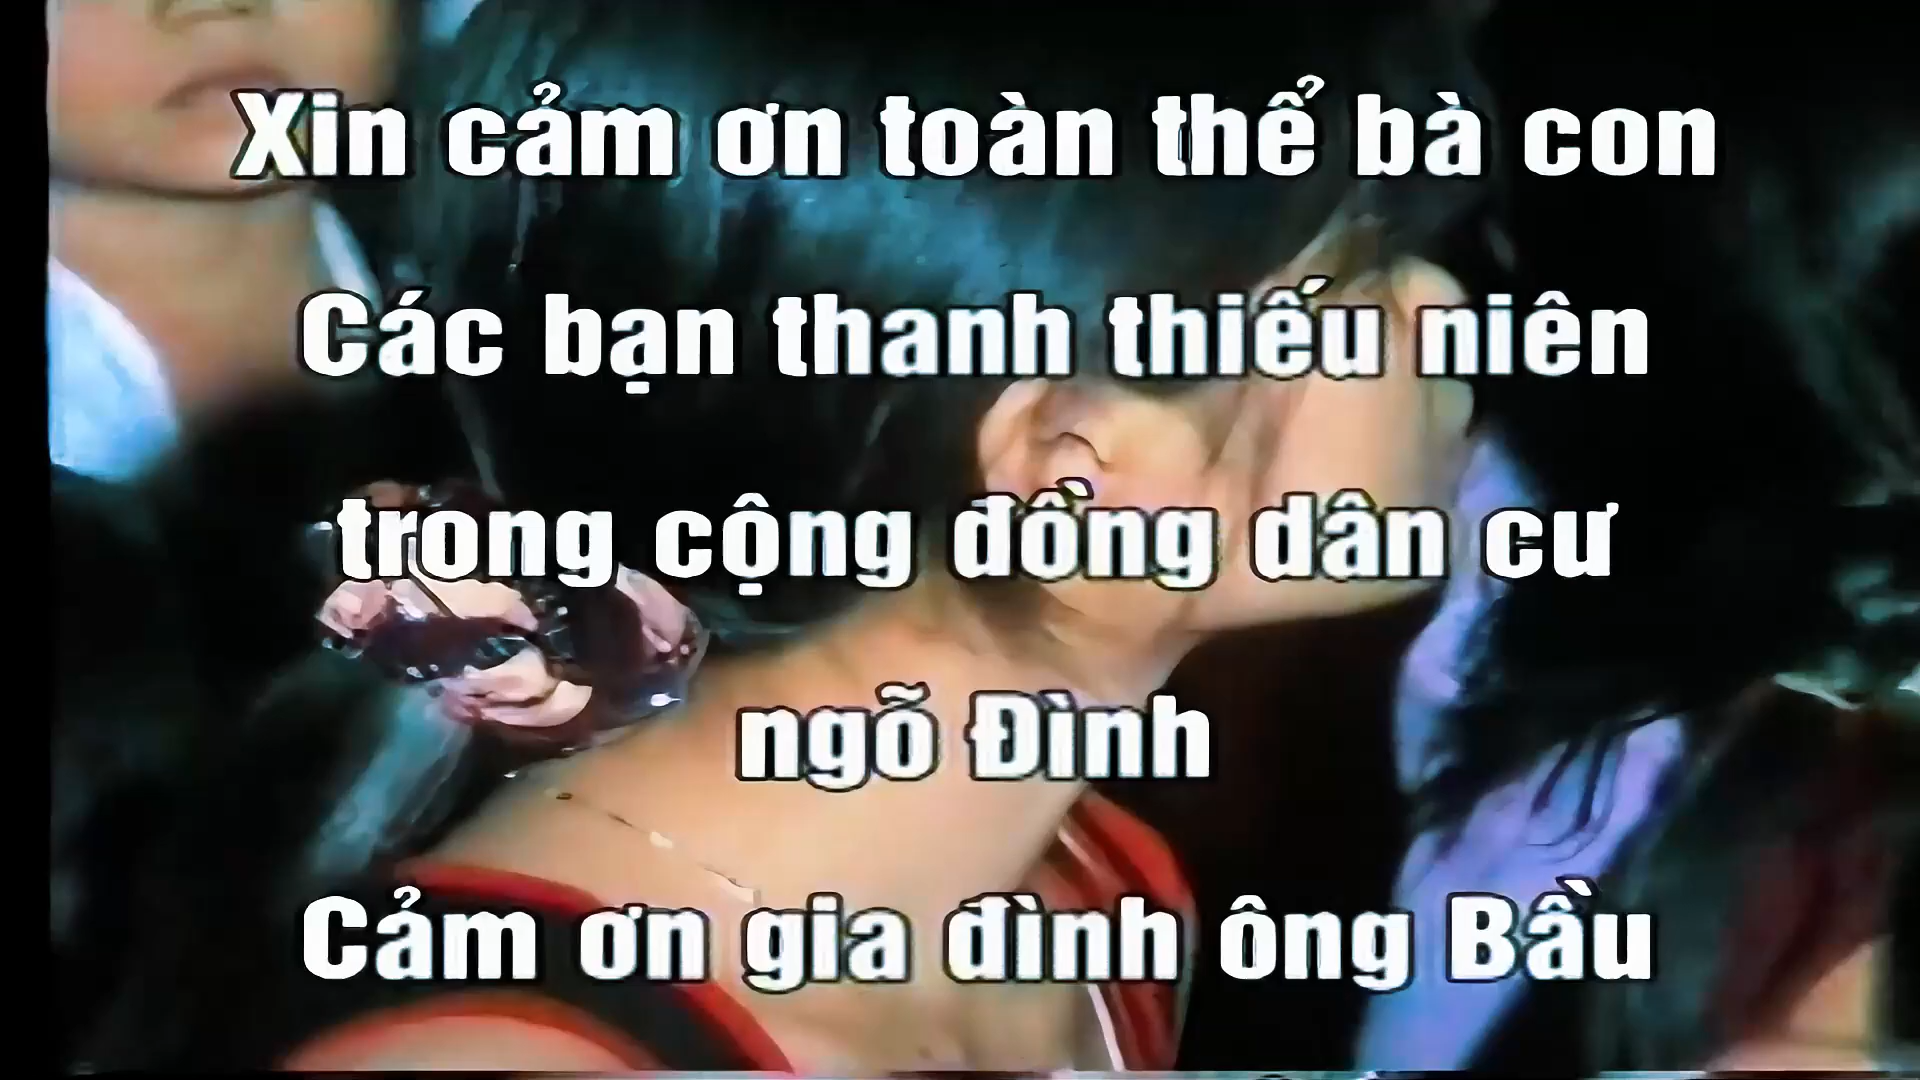 Xin cảm ơn toàn thể bà con
Các bạn thanh thiếu niên
trong cộng đồng dân cư
ngõ Đình
Cảm ơn gia đình ông Bầu